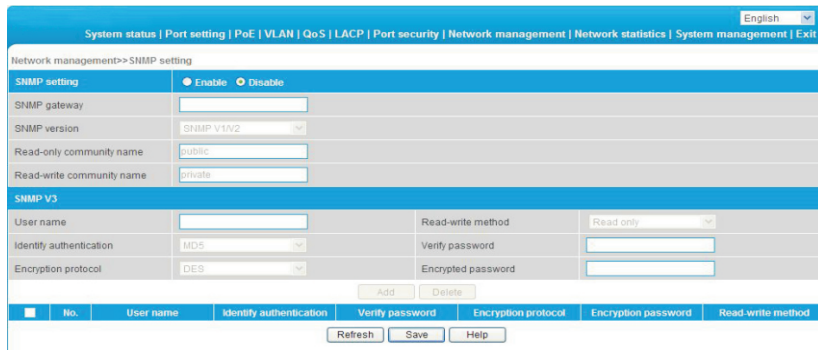 English
System status | Port setting | PoE | VLAN | QoS | LACP | Port security | Network management | Network statistics | System management | Exit
Network management>>SNMP setting
SNMP setting Enable Disable
SNMP gateway
SNMP version SNMP V1/V2
Read-only community name public
Read-write community name private
SNMP V3
User name Read-write method Read only
Identify authentication MD5 Verify password
Encryption protocol DES Encrypted password
Add Delete
No. User name Identify authentication Verify password Encryption protocol Encryption password Read-write method
Refresh Save Help